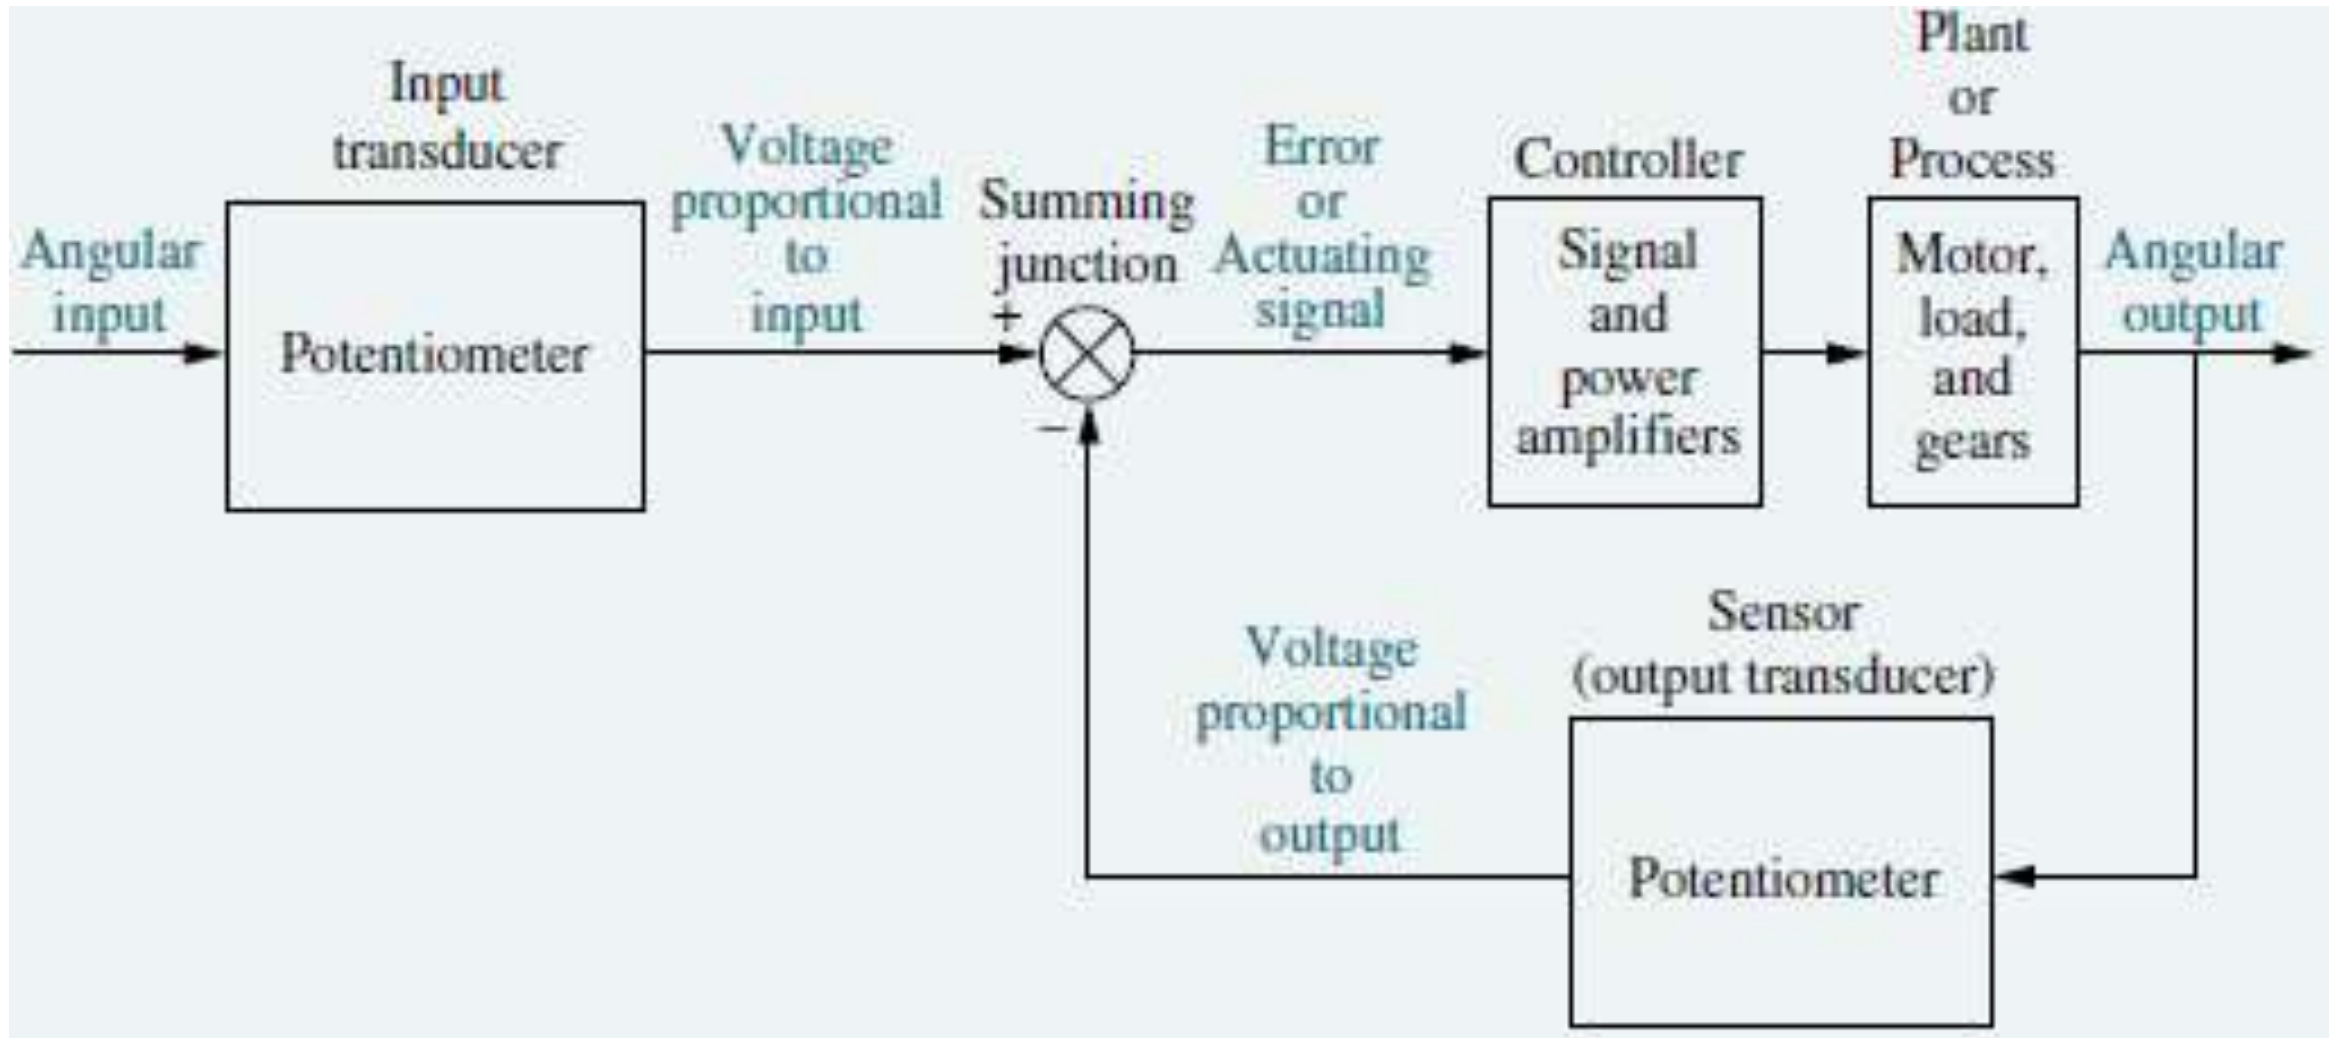 Input
transducer
Angular
input
Potentiometer
Voltage
proportional
to
input
Summing
junction
+
−
Error
or
Actuating
signal
Controller
Signal
and
power
amplifiers
Plant
or
Process
Motor,
load,
and
gears
Angular
output
Sensor
(output transducer)
Potentiometer
Voltage
proportional
to
output